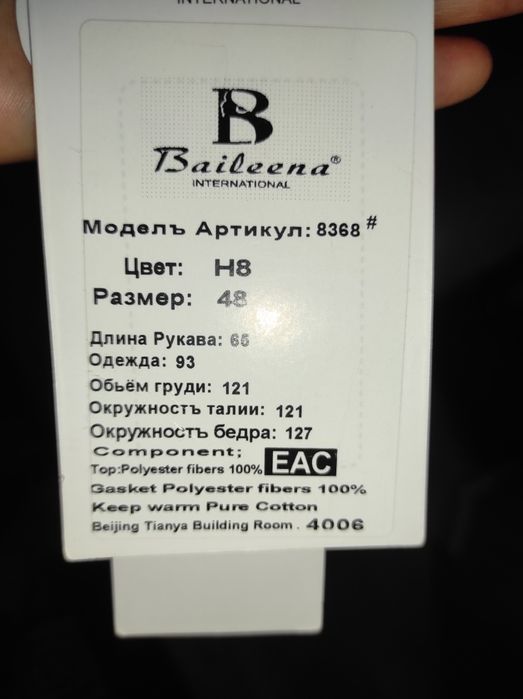 INTERNATIONAL
B
Baileena®
INTERNATIONAL
Моделъ Артикул: 8368#
Цвет: H8
Размер: 48
Длина Рукава: 65
Одежда: 93
Обьём груди: 121
Окружностъ талии: 121
Окружностъ бедра: 127
Component;
Top:Polyester fibers 100% EAC
Gasket Polyester fibers 100%
Keep warm Pure Cotton
Beijing Tianya Building Room . 4006